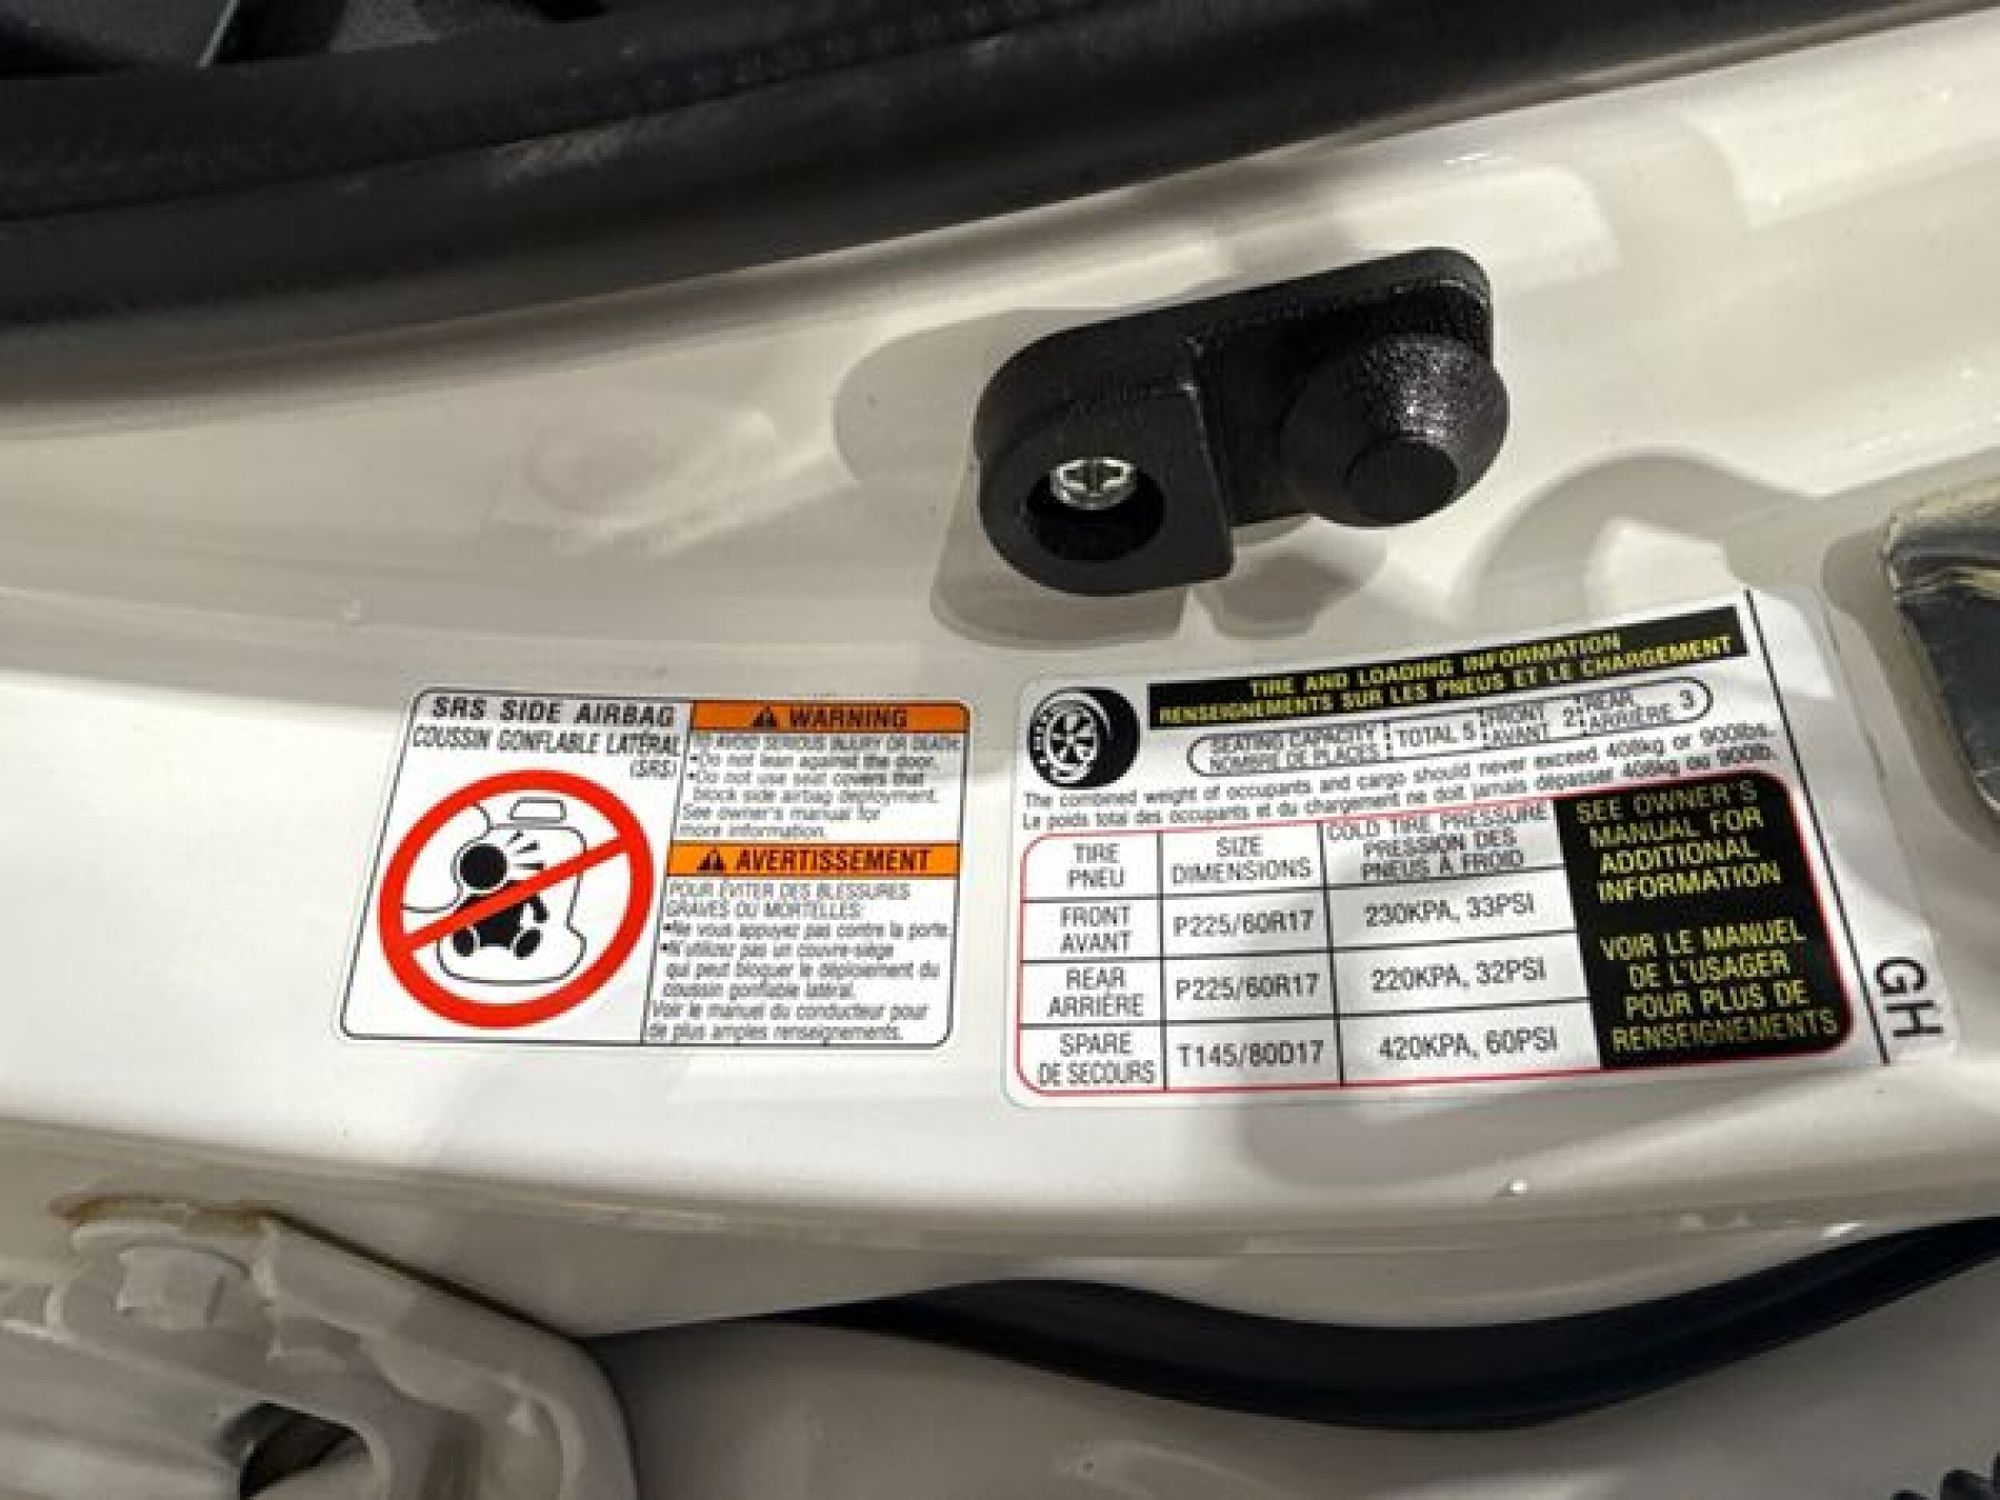 SRS SIDE AIRBAG
COUSSIN GONFLABLE LATÉRAL
(SRS)
WARNING
TO AVOID SERIOUS INJURY OR DEATH:
•Do not lean against the door.
•Do not use seat covers that
block side airbag deployment.
See owner's manual for
more information.
AVERTISSEMENT
POUR ÉVITER DES BLESSURES
GRAVES OU MORTELLES:
•Ne vous appuyez pas contre la porte.
•N'utilisez pas un couvre-siège
qui peut bloquer le déploiement du
coussin gonflable latéral.
Voir le manuel du conducteur pour
de plus amples renseignements.
TIRE AND LOADING INFORMATION
RENSEIGNEMENTS SUR LES PNEUS ET LE CHARGEMENT
SEATING CAPACITY
NOMBRE DE PLACES
TOTAL 5
FRONT
AVANT
2
REAR
ARRIÈRE
3
The combined weight of occupants and cargo should never exceed 408kg or 900lbs.
Le poids total des occupants et du chargement ne doit jamais dépasser 408kg ou 900lb.
TIRE
PNEU
SIZE
DIMENSIONS
COLD TIRE PRESSURE
PRESSION DES
PNEUS À FROID
FRONT
AVANT
P225/60R17
230KPA, 33PSI
REAR
ARRIÈRE
P225/60R17
220KPA, 32PSI
SPARE
DE SECOURS
T145/80D17
420KPA, 60PSI
SEE OWNER'S
MANUAL FOR
ADDITIONAL
INFORMATION
VOIR LE MANUEL
DE L'USAGER
POUR PLUS DE
RENSEIGNEMENTS
GH